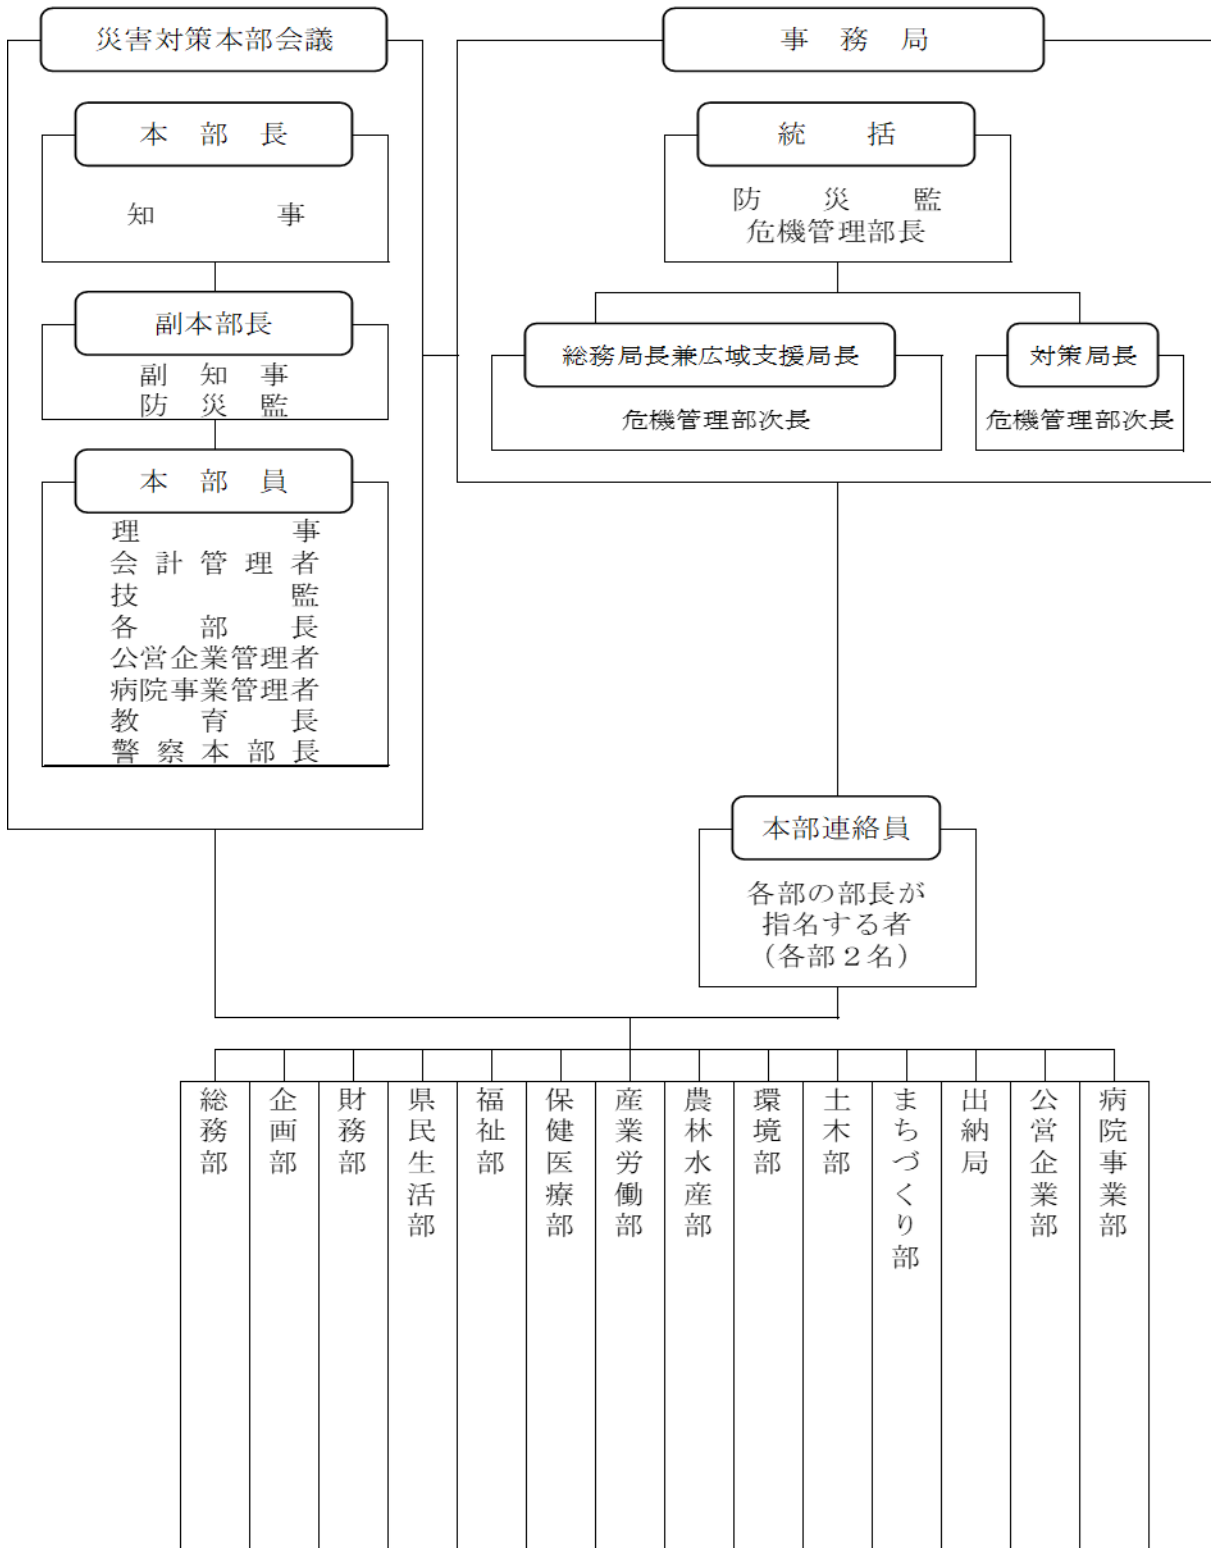 災害対策本部会議
本部長
知事
副本部長
副知事
防災監
本部員
理事
会計管理者
技監
各部長
公営企業管理者
病院事業管理者
教育長
警察本部長
事務局
統括
防災監
危機管理部長
総務局長兼広域支援局長
危機管理部次長
対策局長
危機管理部次長
本部連絡員
各部の部長が
指名する者
（各部２名）
総務部
企画部
財務部
県民生活部
福祉部
保健医療部
産業労働部
農林水産部
環境部
土木部
まちづくり部
出納局
公営企業部
病院事業部